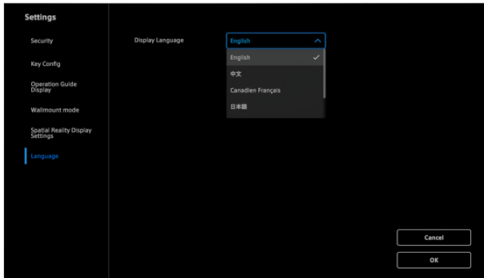 Settings
Security
Key Config
Operation Guide
Display
Wallmount mode
Spatial Reality Display
Settings
Language
Display Language
English
English
中文
Canadien Français
日本語
Cancel
OK